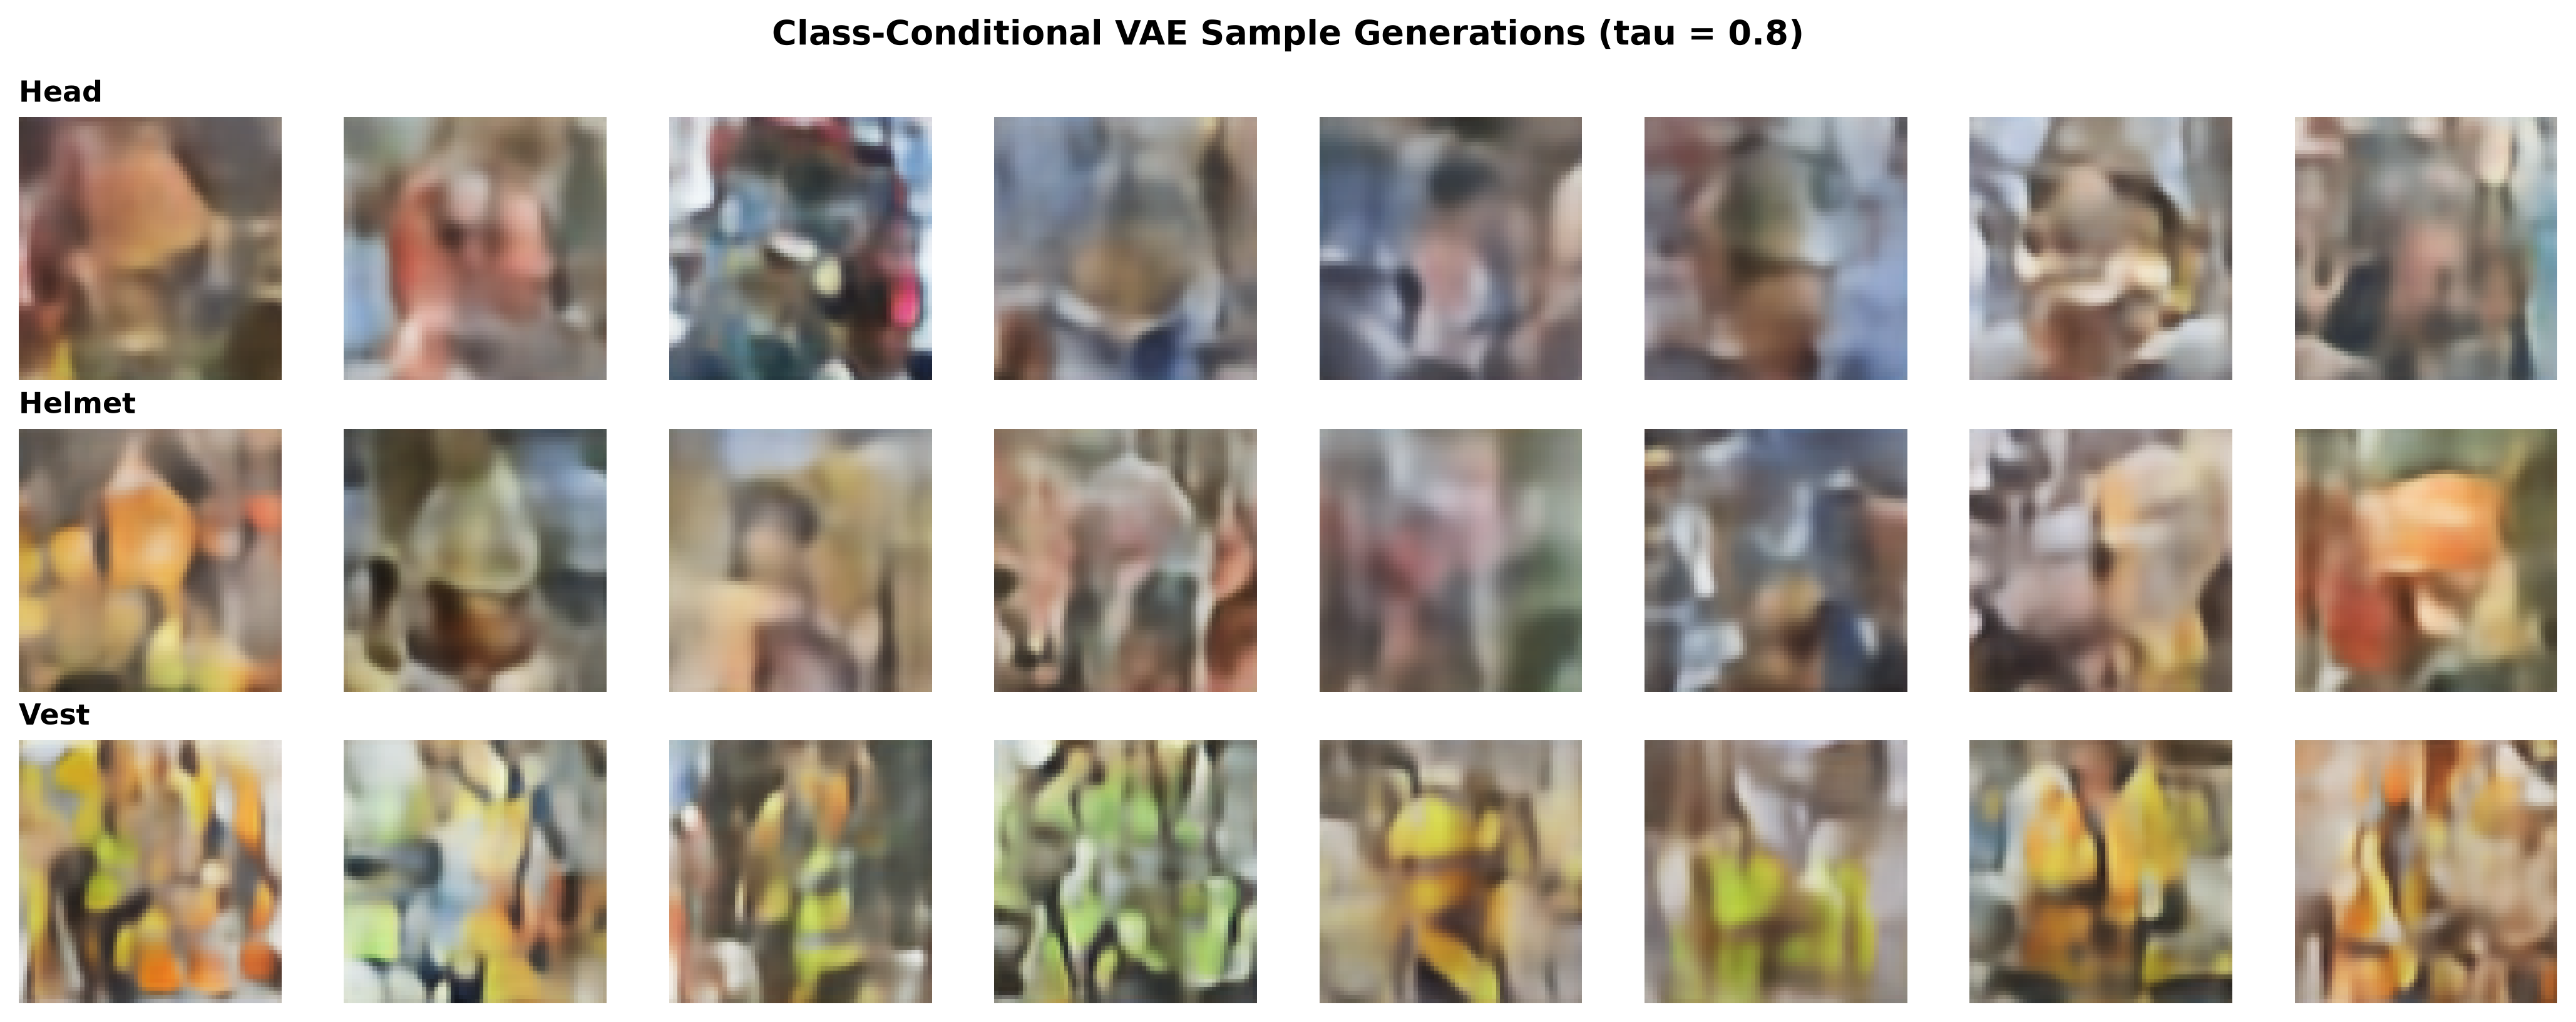 Class-Conditional VAE Sample Generations (tau = 0.8)
Head
Helmet
Vest